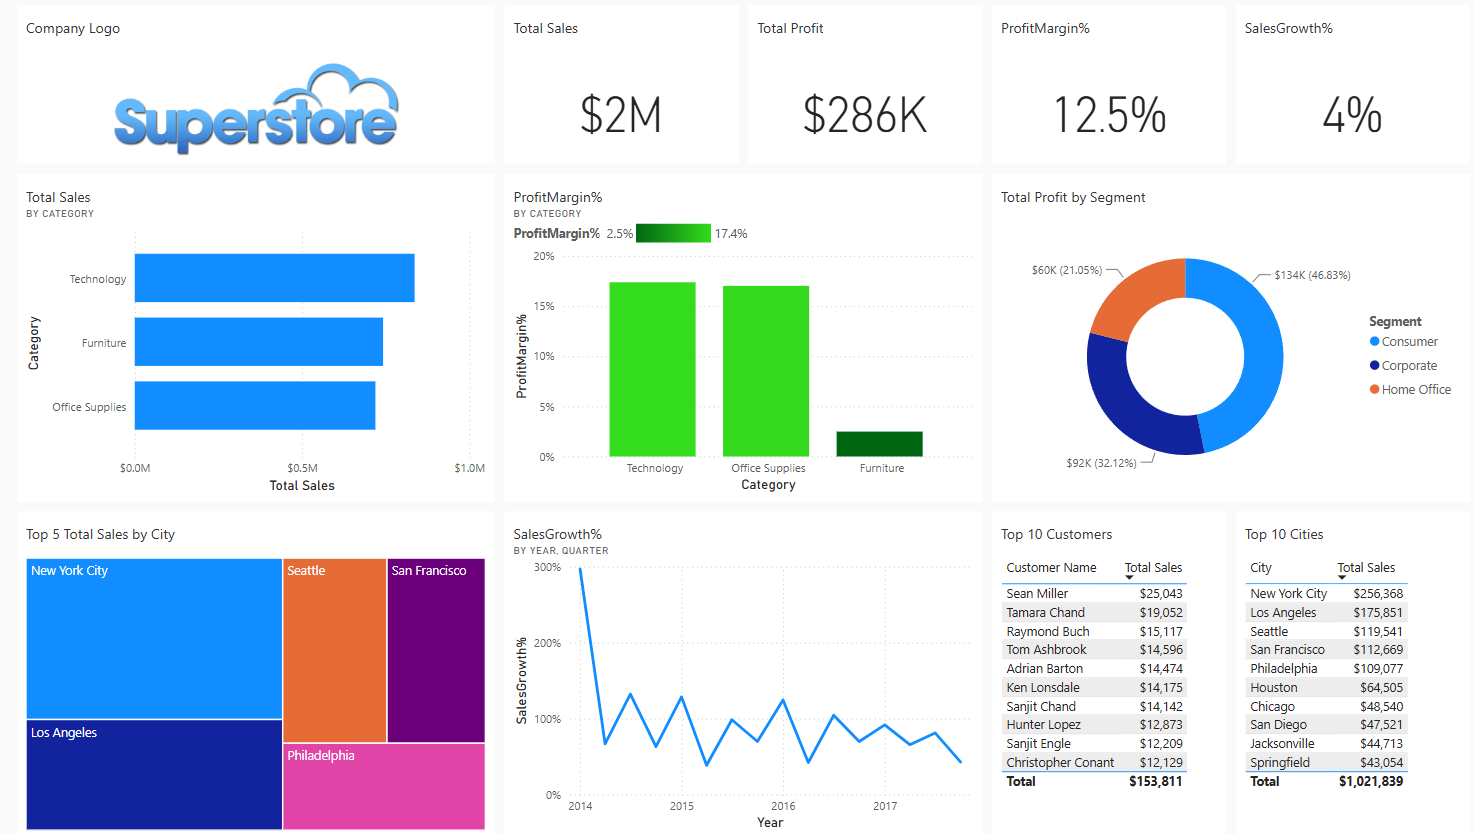 Company Logo
Superstore
Total Sales
$2M
Total Profit
$286K
ProfitMargin%
12.5%
SalesGrowth%
4%
Total Sales
BY CATEGORY
Category
Technology
Furniture
Office Supplies
$0.0M $0.5M $1.0M
Total Sales
ProfitMargin%
BY CATEGORY
ProfitMargin% 2.5% 17.4%
ProfitMargin%
20%
15%
10%
5%
0%
Technology Office Supplies Furniture
Category
Total Profit by Segment
$60K (21.05%)
$134K (46.83%)
$92K (32.12%)
Segment
Consumer
Corporate
Home Office
Top 5 Total Sales by City
New York City
Seattle
San Francisco
Los Angeles
Philadelphia
SalesGrowth%
BY YEAR, QUARTER
SalesGrowth%
300%
200%
100%
0%
2014 2015 2016 2017
Year
Top 10 Customers
Customer Name Total Sales
Sean Miller $25,043
Tamara Chand $19,052
Raymond Buch $15,117
Tom Ashbrook $14,596
Adrian Barton $14,474
Ken Lonsdale $14,175
Sanjit Chand $14,142
Hunter Lopez $12,873
Sanjit Engle $12,209
Christopher Conant $12,129
Total $153,811
Top 10 Cities
City Total Sales
New York City $256,368
Los Angeles $175,851
Seattle $119,541
San Francisco $112,669
Philadelphia $109,077
Houston $64,505
Chicago $48,540
San Diego $47,521
Jacksonville $44,713
Springfield $43,054
Total $1,021,839